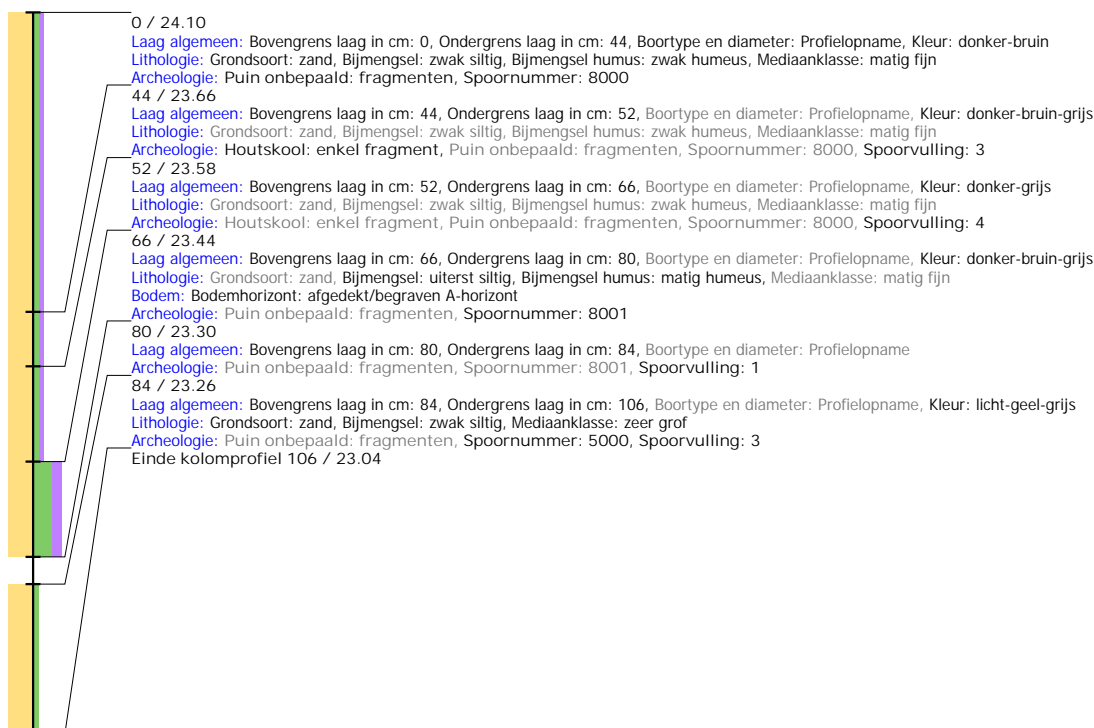 0 / 24.10
Laag algemeen: Bovengrens laag in cm: 0, Ondergrens laag in cm: 44, Boortype en diameter: Profielopname, Kleur: donker-bruin
Lithologie: Grondsoort: zand, Bijmengsel: zwak siltig, Bijmengsel humus: zwak humeus, Mediaanklasse: matig fijn
Archeologie: Puin onbepaald: fragmenten, Spoornummer: 8000
44 / 23.66
Laag algemeen: Bovengrens laag in cm: 44, Ondergrens laag in cm: 52, Boortype en diameter: Profielopname, Kleur: donker-bruin-grijs
Lithologie: Grondsoort: zand, Bijmengsel: zwak siltig, Bijmengsel humus: zwak humeus, Mediaanklasse: matig fijn
Archeologie: Houtskool: enkel fragment, Puin onbepaald: fragmenten, Spoornummer: 8000, Spoorvulling: 3
52 / 23.58
Laag algemeen: Bovengrens laag in cm: 52, Ondergrens laag in cm: 66, Boortype en diameter: Profielopname, Kleur: donker-grijs
Lithologie: Grondsoort: zand, Bijmengsel: zwak siltig, Bijmengsel humus: zwak humeus, Mediaanklasse: matig fijn
Archeologie: Houtskool: enkel fragment, Puin onbepaald: fragmenten, Spoornummer: 8000, Spoorvulling: 4
66 / 23.44
Laag algemeen: Bovengrens laag in cm: 66, Ondergrens laag in cm: 80, Boortype en diameter: Profielopname, Kleur: donker-bruin-grijs
Lithologie: Grondsoort: zand, Bijmengsel: uiterst siltig, Bijmengsel humus: matig humeus, Mediaanklasse: matig fijn
Bodem: Bodemhorizont: afgedekt/begraven A-horizont
Archeologie: Puin onbepaald: fragmenten, Spoornummer: 8001
80 / 23.30
Laag algemeen: Bovengrens laag in cm: 80, Ondergrens laag in cm: 84, Boortype en diameter: Profielopname
Archeologie: Puin onbepaald: fragmenten, Spoornummer: 8001, Spoorvulling: 1
84 / 23.26
Laag algemeen: Bovengrens laag in cm: 84, Ondergrens laag in cm: 106, Boortype en diameter: Profielopname, Kleur: licht-geel-grijs
Lithologie: Grondsoort: zand, Bijmengsel: zwak siltig, Mediaanklasse: zeer grof
Archeologie: Puin onbepaald: fragmenten, Spoornummer: 5000, Spoorvulling: 3
Einde kolomprofiel 106 / 23.04